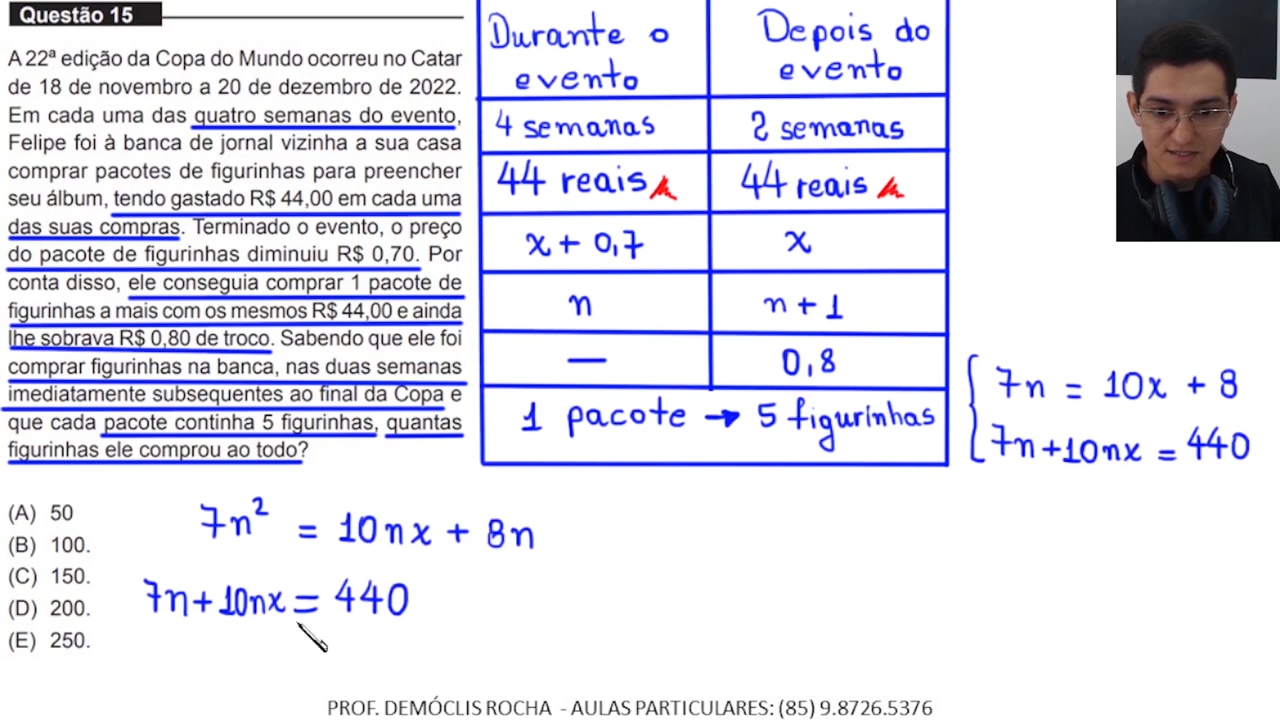 Questão 15
A 22ª edição da Copa do Mundo ocorreu no Catar
de 18 de novembro a 20 de dezembro de 2022.
Em cada uma das quatro semanas do evento,
Felipe foi à banca de jornal vizinha a sua casa
comprar pacotes de figurinhas para preencher
seu álbum, tendo gastado R$ 44,00 em cada uma
das suas compras. Terminado o evento, o preço
do pacote de figurinhas diminuiu R$ 0,70. Por
conta disso, ele conseguia comprar 1 pacote de
figurinhas a mais com os mesmos R$ 44,00 e ainda
lhe sobrava R$ 0,80 de troco. Sabendo que ele foi
comprar figurinhas na banca, nas duas semanas
imediatamente subsequentes ao final da Copa e
que cada pacote continha 5 figurinhas, quantas
figurinhas ele comprou ao todo?
(A) 50
(B) 100.
(C) 150.
(D) 200.
(E) 250.
Durante o evento
Depois do evento
4 semanas
2 semanas
44 reais
44 reais
x + 0,7
x
n
n + 1
—
0,8
1 pacote → 5 figurinhas
7n = 10x + 8
7n+10nx = 440
7n² = 10nx + 8n
7n+10nx = 440
PROF. DEMÓCLIS ROCHA - AULAS PARTICULARES: (85) 9.8726.5376